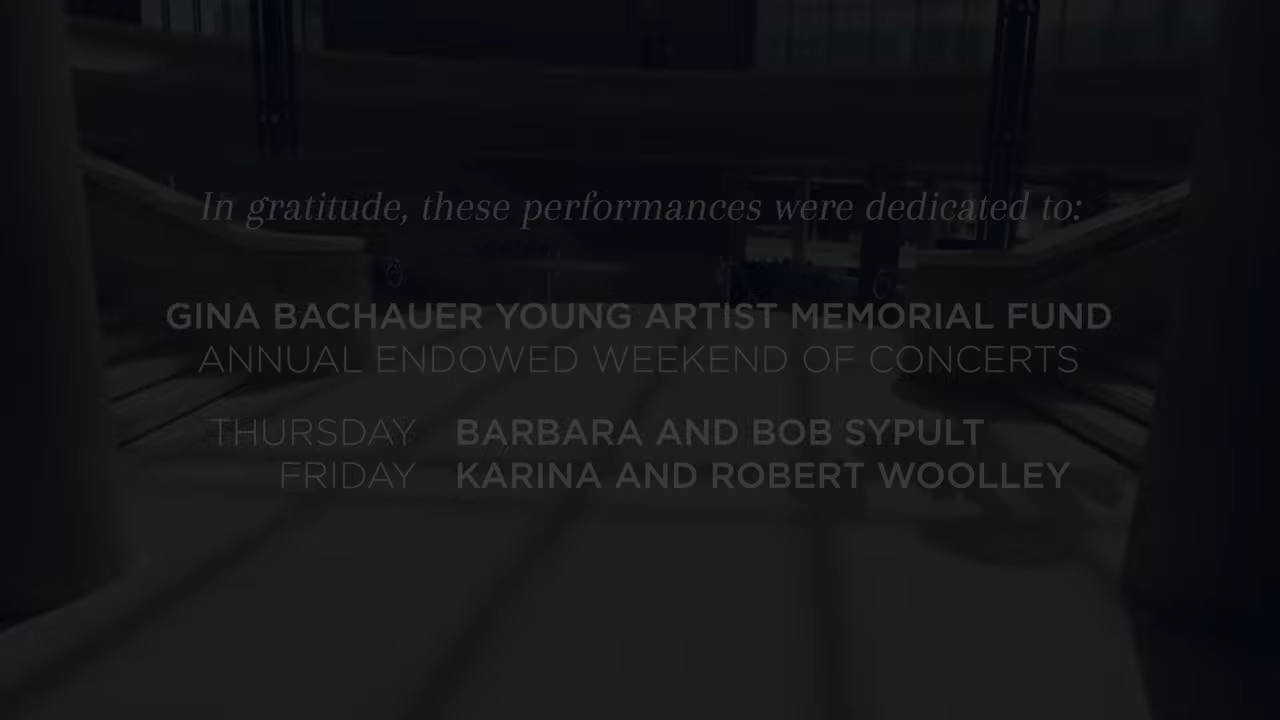 In gratitude, these performances were dedicated to:
GINA BACHAUER YOUNG ARTIST MEMORIAL FUND
ANNUAL ENDOWED WEEKEND OF CONCERTS
THURSDAY BARBARA AND BOB SYPULT
FRIDAY KARINA AND ROBERT WOOLLEY